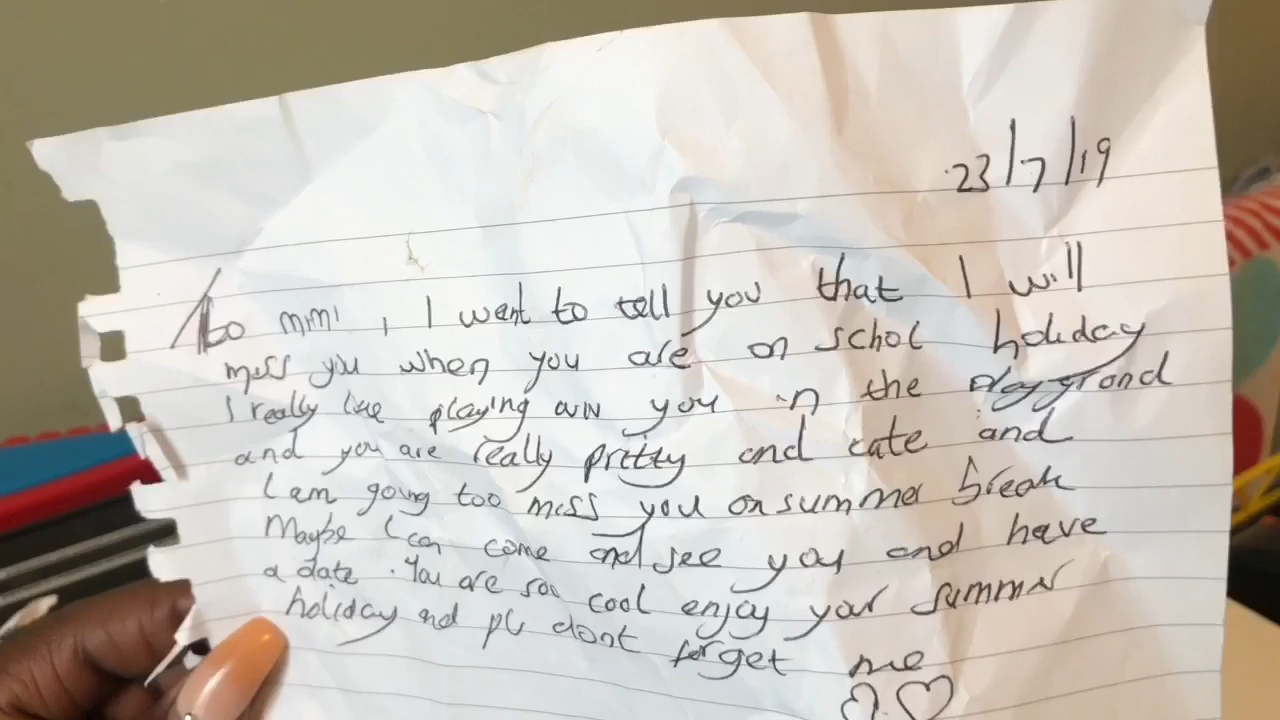 23/7/19
to mimi, I want to tell you that I will
miss you when you are on schol holiday
I really like playing you in the playgrond
and you are really pritty and cate and
I am going too miss you on summer break
Maybe I can come and see you and have
a date. You are soo cool enjoy your summer
holiday and pls dont forget me